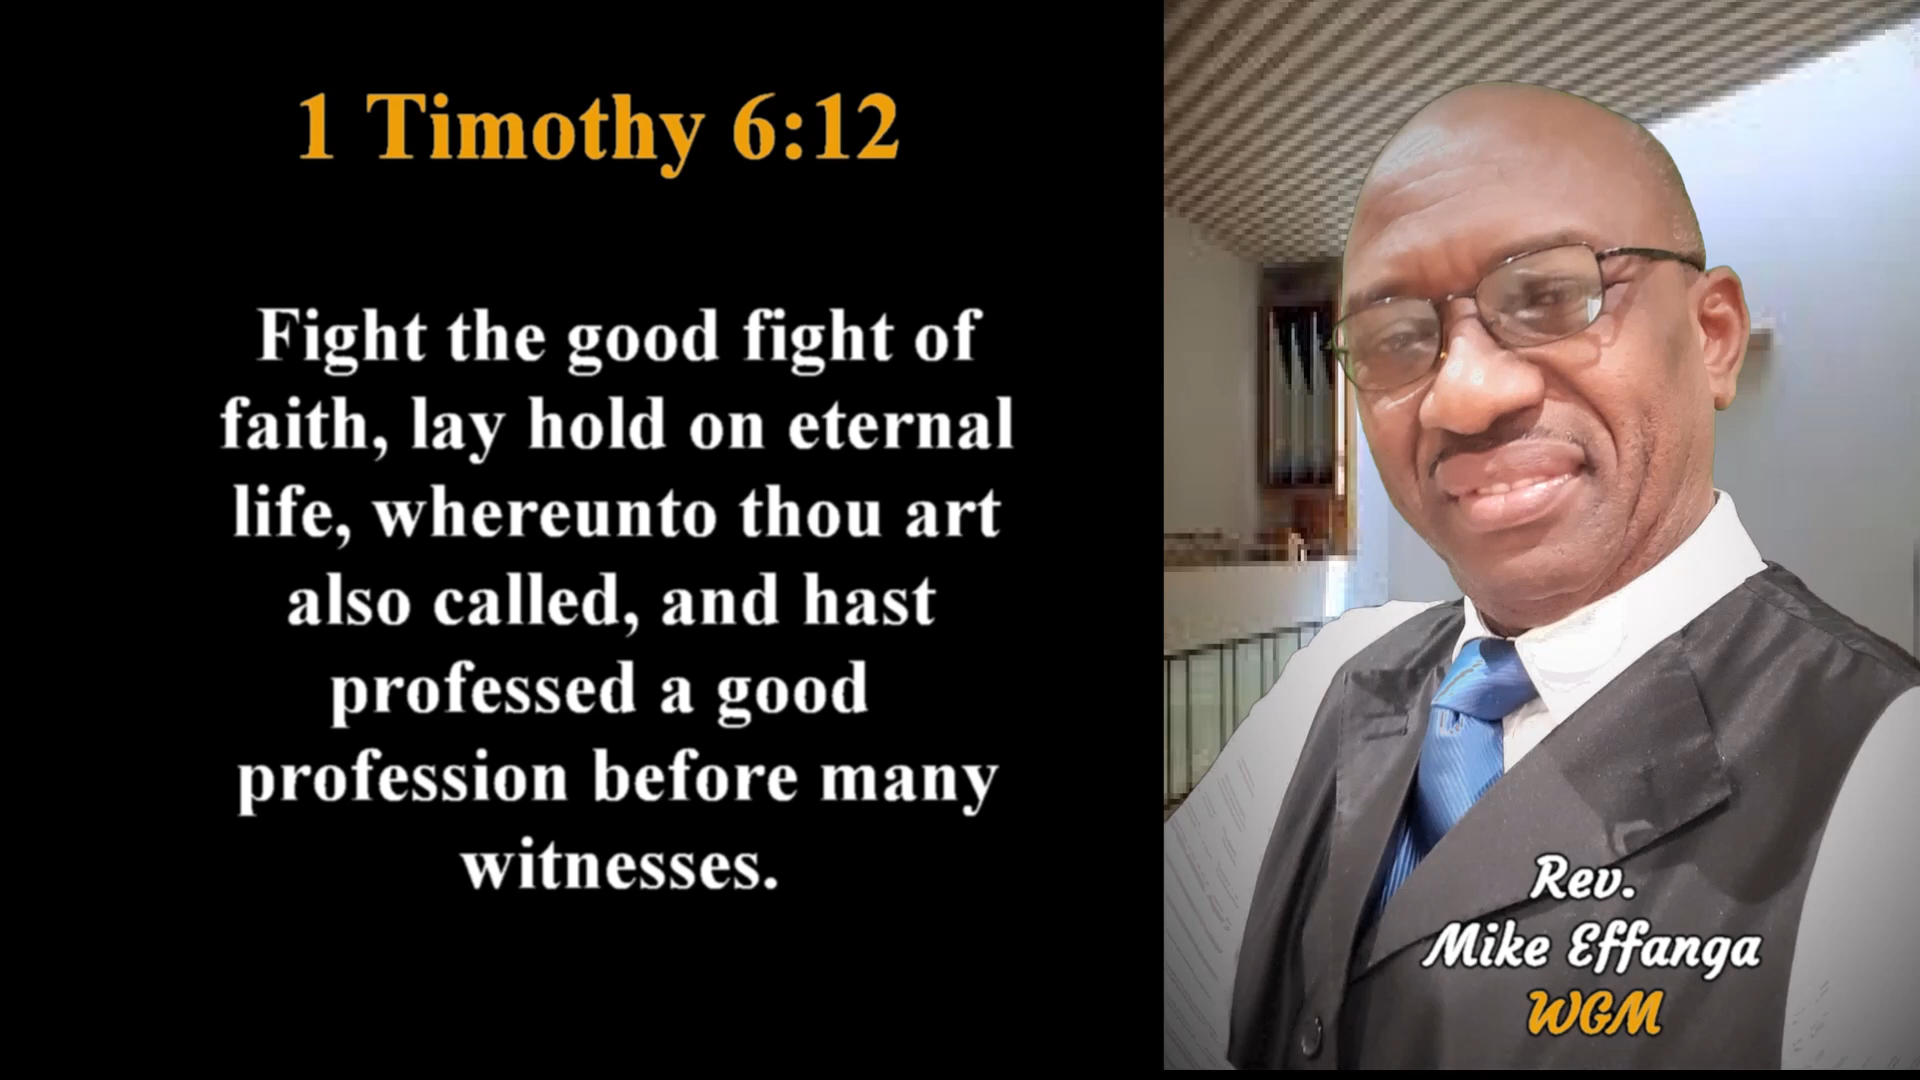 1 Timothy 6:12
Fight the good fight of
faith, lay hold on eternal
life, whereunto thou art
also called, and hast
professed a good
profession before many
witnesses.
Rev.
Mike Effanga
WGM